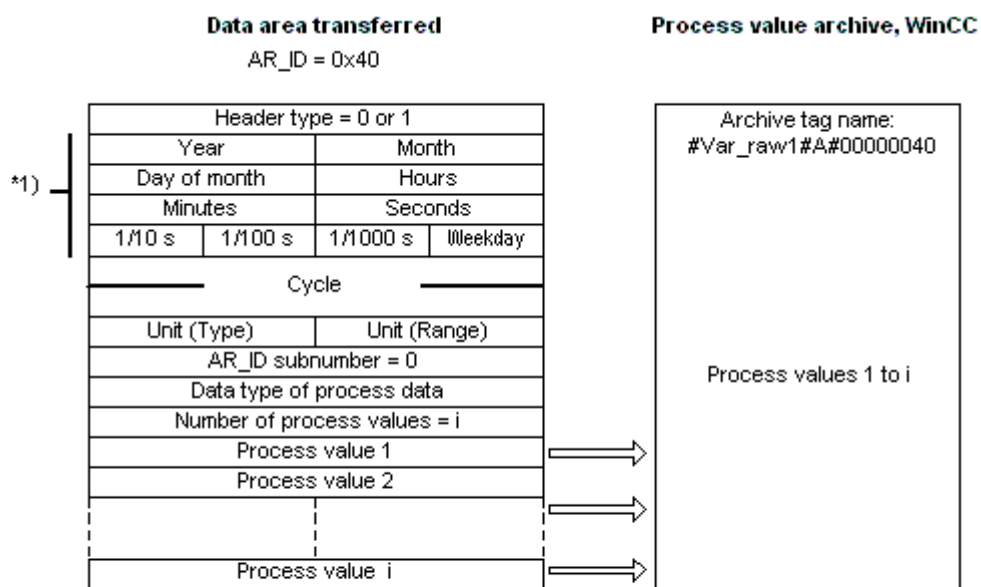 Data area transferred
AR_ID = 0x40
Header type = 0 or 1
Year Month
Day of month Hours
Minutes Seconds
1/10 s 1/100 s 1/1000 s Weekday
*1)
Cycle
Unit (Type) Unit (Range)
AR_ID subnumber = 0
Data type of process data
Number of process values = i
Process value 1
Process value 2
Process value i
Process value archive, WinCC
Archive tag name:
#Var_raw1#A#00000040
Process values 1 to i